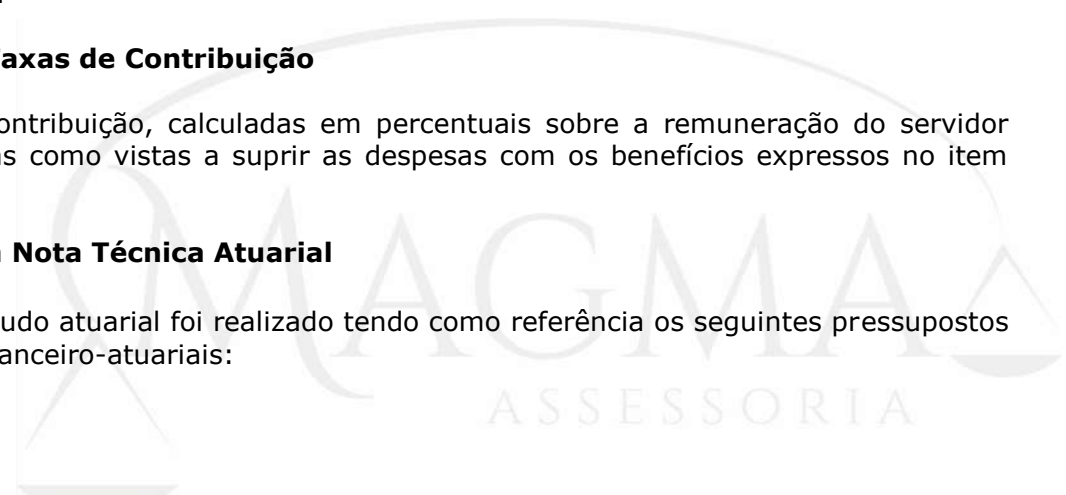 axas de Contribuição
ontribuição, calculadas em percentuais sobre a remuneração do servidor
as como vistas a suprir as despesas com os benefícios expressos no item
Nota Técnica Atuarial
udo atuarial foi realizado tendo como referência os seguintes pressupostos
anceiro-atuariais:
MAGMA
ASSESSORIA